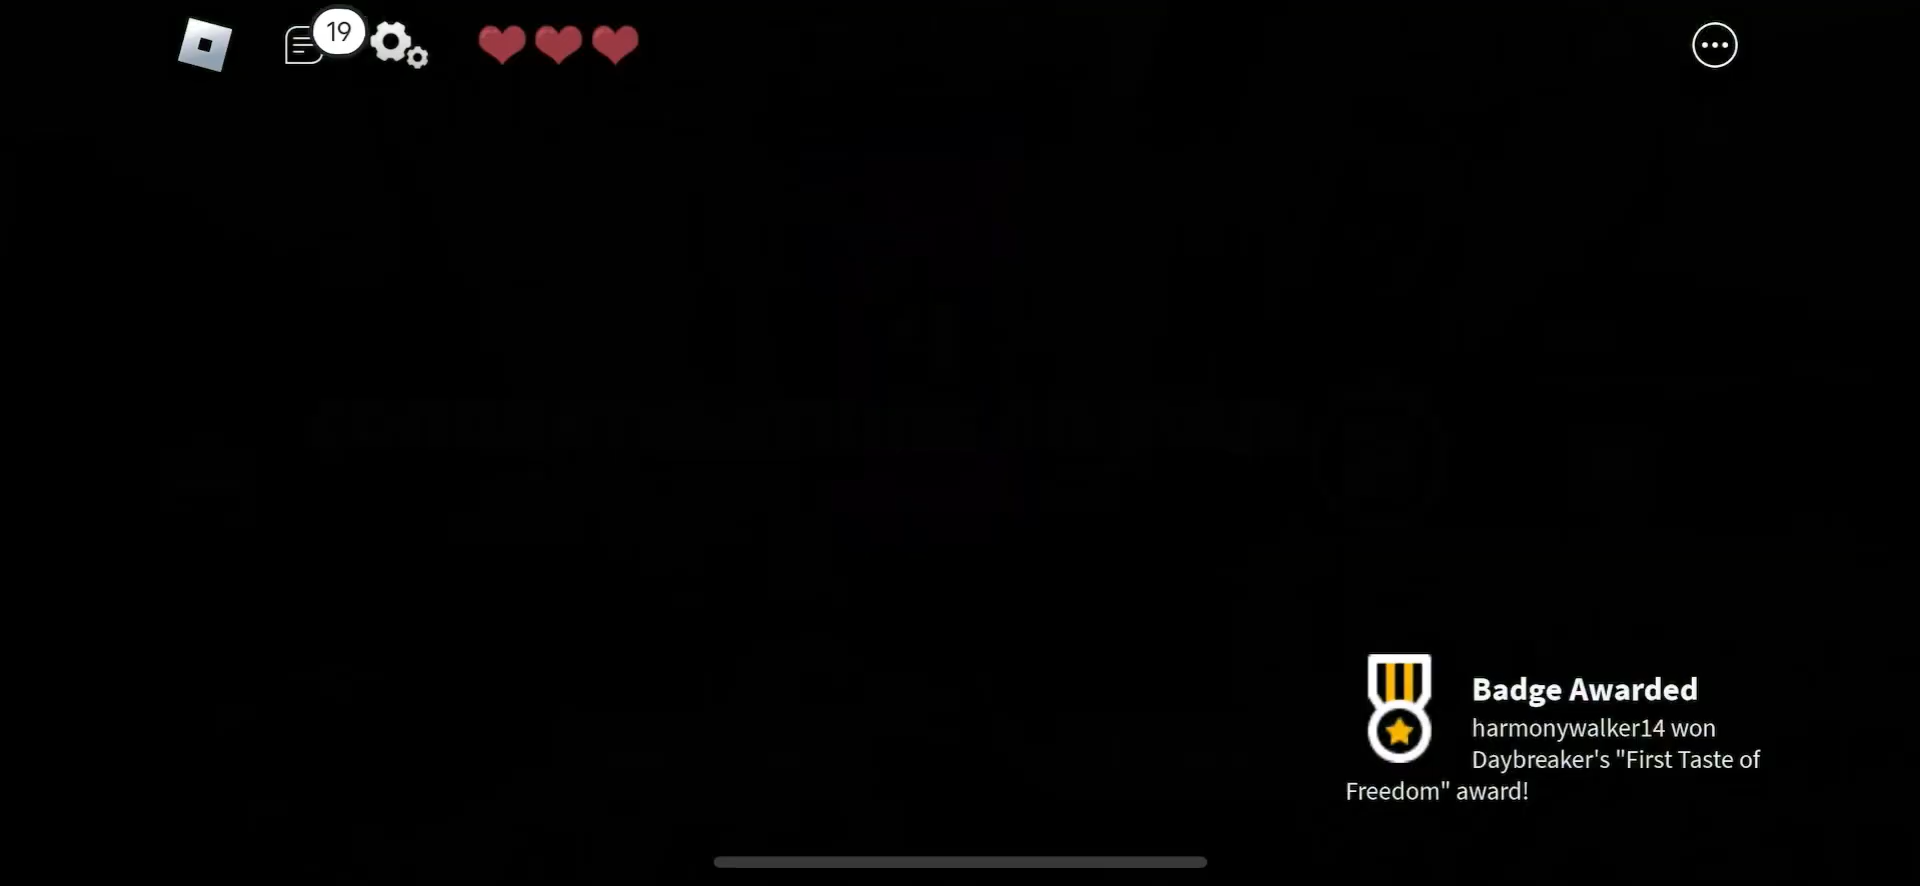 19
Badge Awarded
harmonywalker14 won
Daybreaker's "First Taste of
Freedom" award!